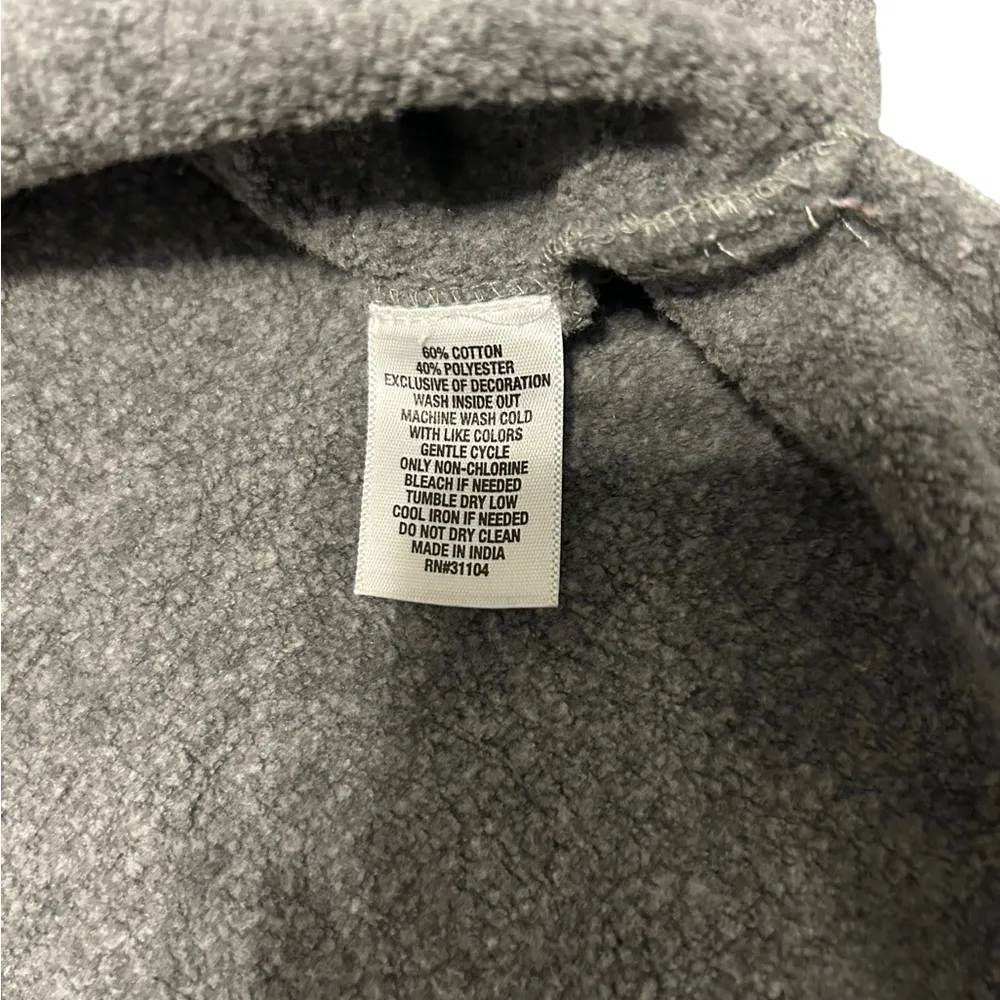 60% COTTON
40% POLYESTER
EXCLUSIVE OF DECORATION
WASH INSIDE OUT
MACHINE WASH COLD
WITH LIKE COLORS
GENTLE CYCLE
ONLY NON-CHLORINE
BLEACH IF NEEDED
TUMBLE DRY LOW
COOL IRON IF NEEDED
DO NOT DRY CLEAN
MADE IN INDIA
RN#31104